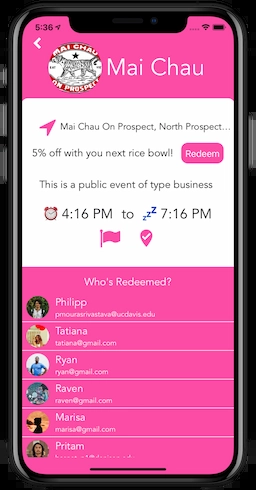 5:36
MAI CHAU
ON PROSPECT
Mai Chau
Mai Chau On Prospect, North Prospect...
5% off with you next rice bowl!
Redeem
This is a public event of type business
4:16 PM to 7:16 PM
Who's Redeemed?
Philipp
pmourasrivastava@ucdavis.edu
Tatiana
tatiana@gmail.com
Ryan
ryan@gmail.com
Raven
raven@gmail.com
Marisa
marisa@gmail.com
Pritam